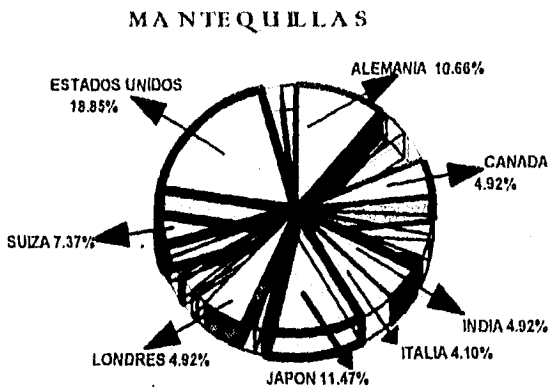 MANTEQUILLAS
ESTADOS UNIDOS
18.85%
ALEMANIA 10.66%
CANADA
4.92%
SUIZA 7.37%
INDIA 4.92%
ITALIA 4.10%
LONDRES 4.92%
JAPON 11.47%